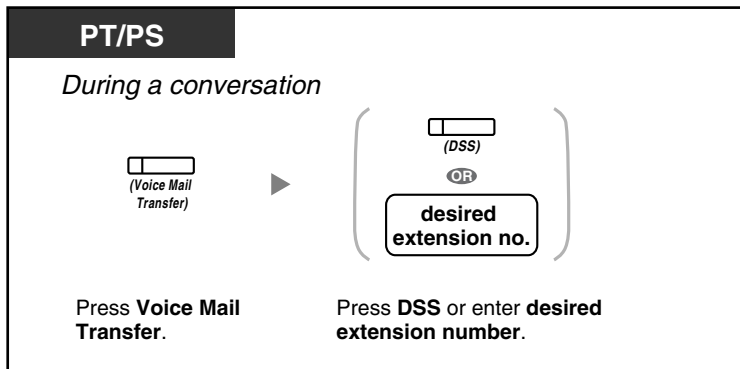 PT/PS
During a conversation
(Voice Mail
Transfer)
(DSS)
OR
desired
extension no.
Press Voice Mail
Transfer.
Press DSS or enter desired
extension number.